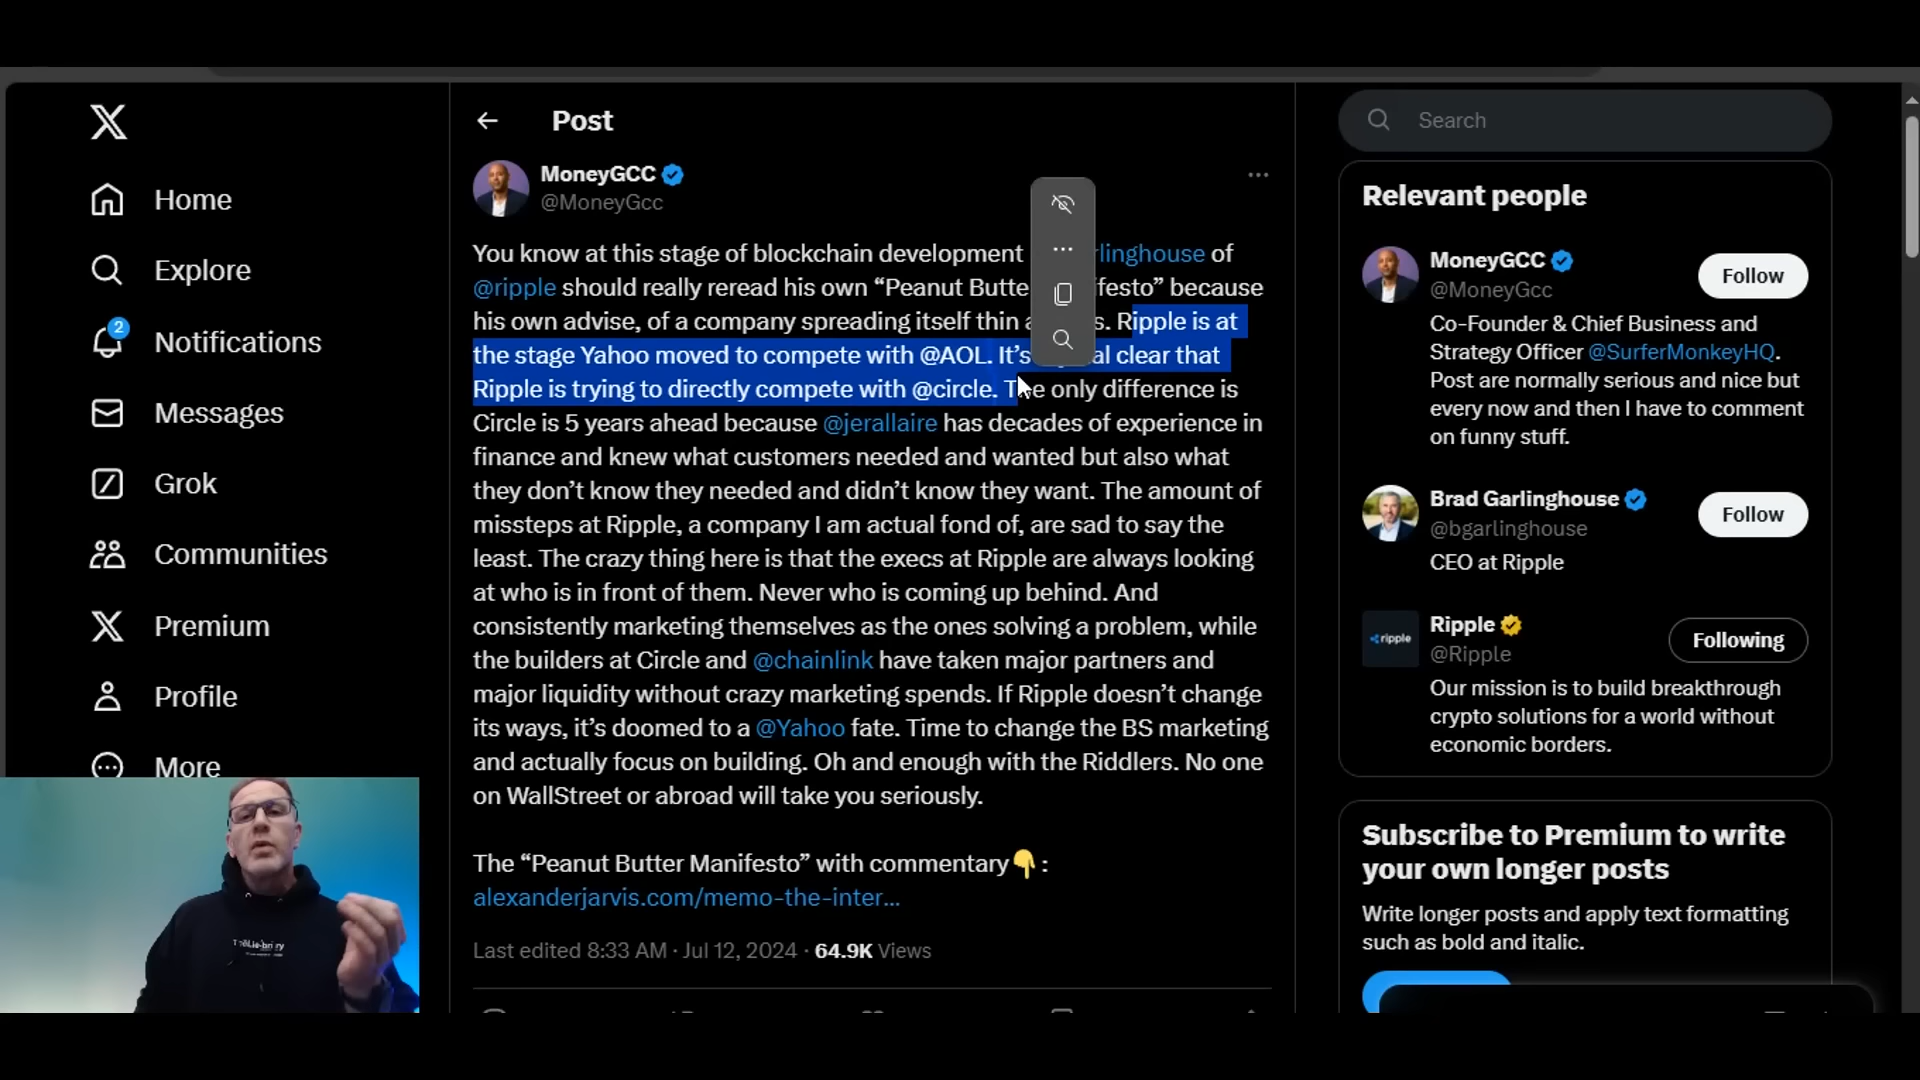 Post
Search
MoneyGCC
@MoneyGcc
You know at this stage of blockchain development rlinghouse of
@ripple should really reread his own “Peanut Butte ifesto” because
his own advise, of a company spreading itself thin a s. Ripple is at
the stage Yahoo moved to compete with @AOL. It’s al clear that
Ripple is trying to directly compete with @circle. The only difference is
Circle is 5 years ahead because @jerallaire has decades of experience in
finance and knew what customers needed and wanted but also what
they don’t know they needed and didn’t know they want. The amount of
missteps at Ripple, a company I am actual fond of, are sad to say the
least. The crazy thing here is that the execs at Ripple are always looking
at who is in front of them. Never who is coming up behind. And
consistently marketing themselves as the ones solving a problem, while
the builders at Circle and @chainlink have taken major partners and
major liquidity without crazy marketing spends. If Ripple doesn’t change
its ways, it’s doomed to a @Yahoo fate. Time to change the BS marketing
and actually focus on building. Oh and enough with the Riddlers. No one
on WallStreet or abroad will take you seriously.
The “Peanut Butter Manifesto” with commentary👇:
alexanderjarvis.com/memo-the-inter...
Last edited 8:33 AM · Jul 12, 2024 · 64.9K Views
Home
Explore
2
Notifications
Messages
Grok
Communities
Premium
Profile
More
Relevant people
MoneyGCC
@MoneyGcc
Follow
Co-Founder & Chief Business and
Strategy Officer @SurferMonkeyHQ.
Post are normally serious and nice but
every now and then I have to comment
on funny stuff.
Brad Garlinghouse
@bgarlinghouse
Follow
CEO at Ripple
ripple
Ripple
@Ripple
Following
Our mission is to build breakthrough
crypto solutions for a world without
economic borders.
Subscribe to Premium to write
your own longer posts
Write longer posts and apply text formatting
such as bold and italic.